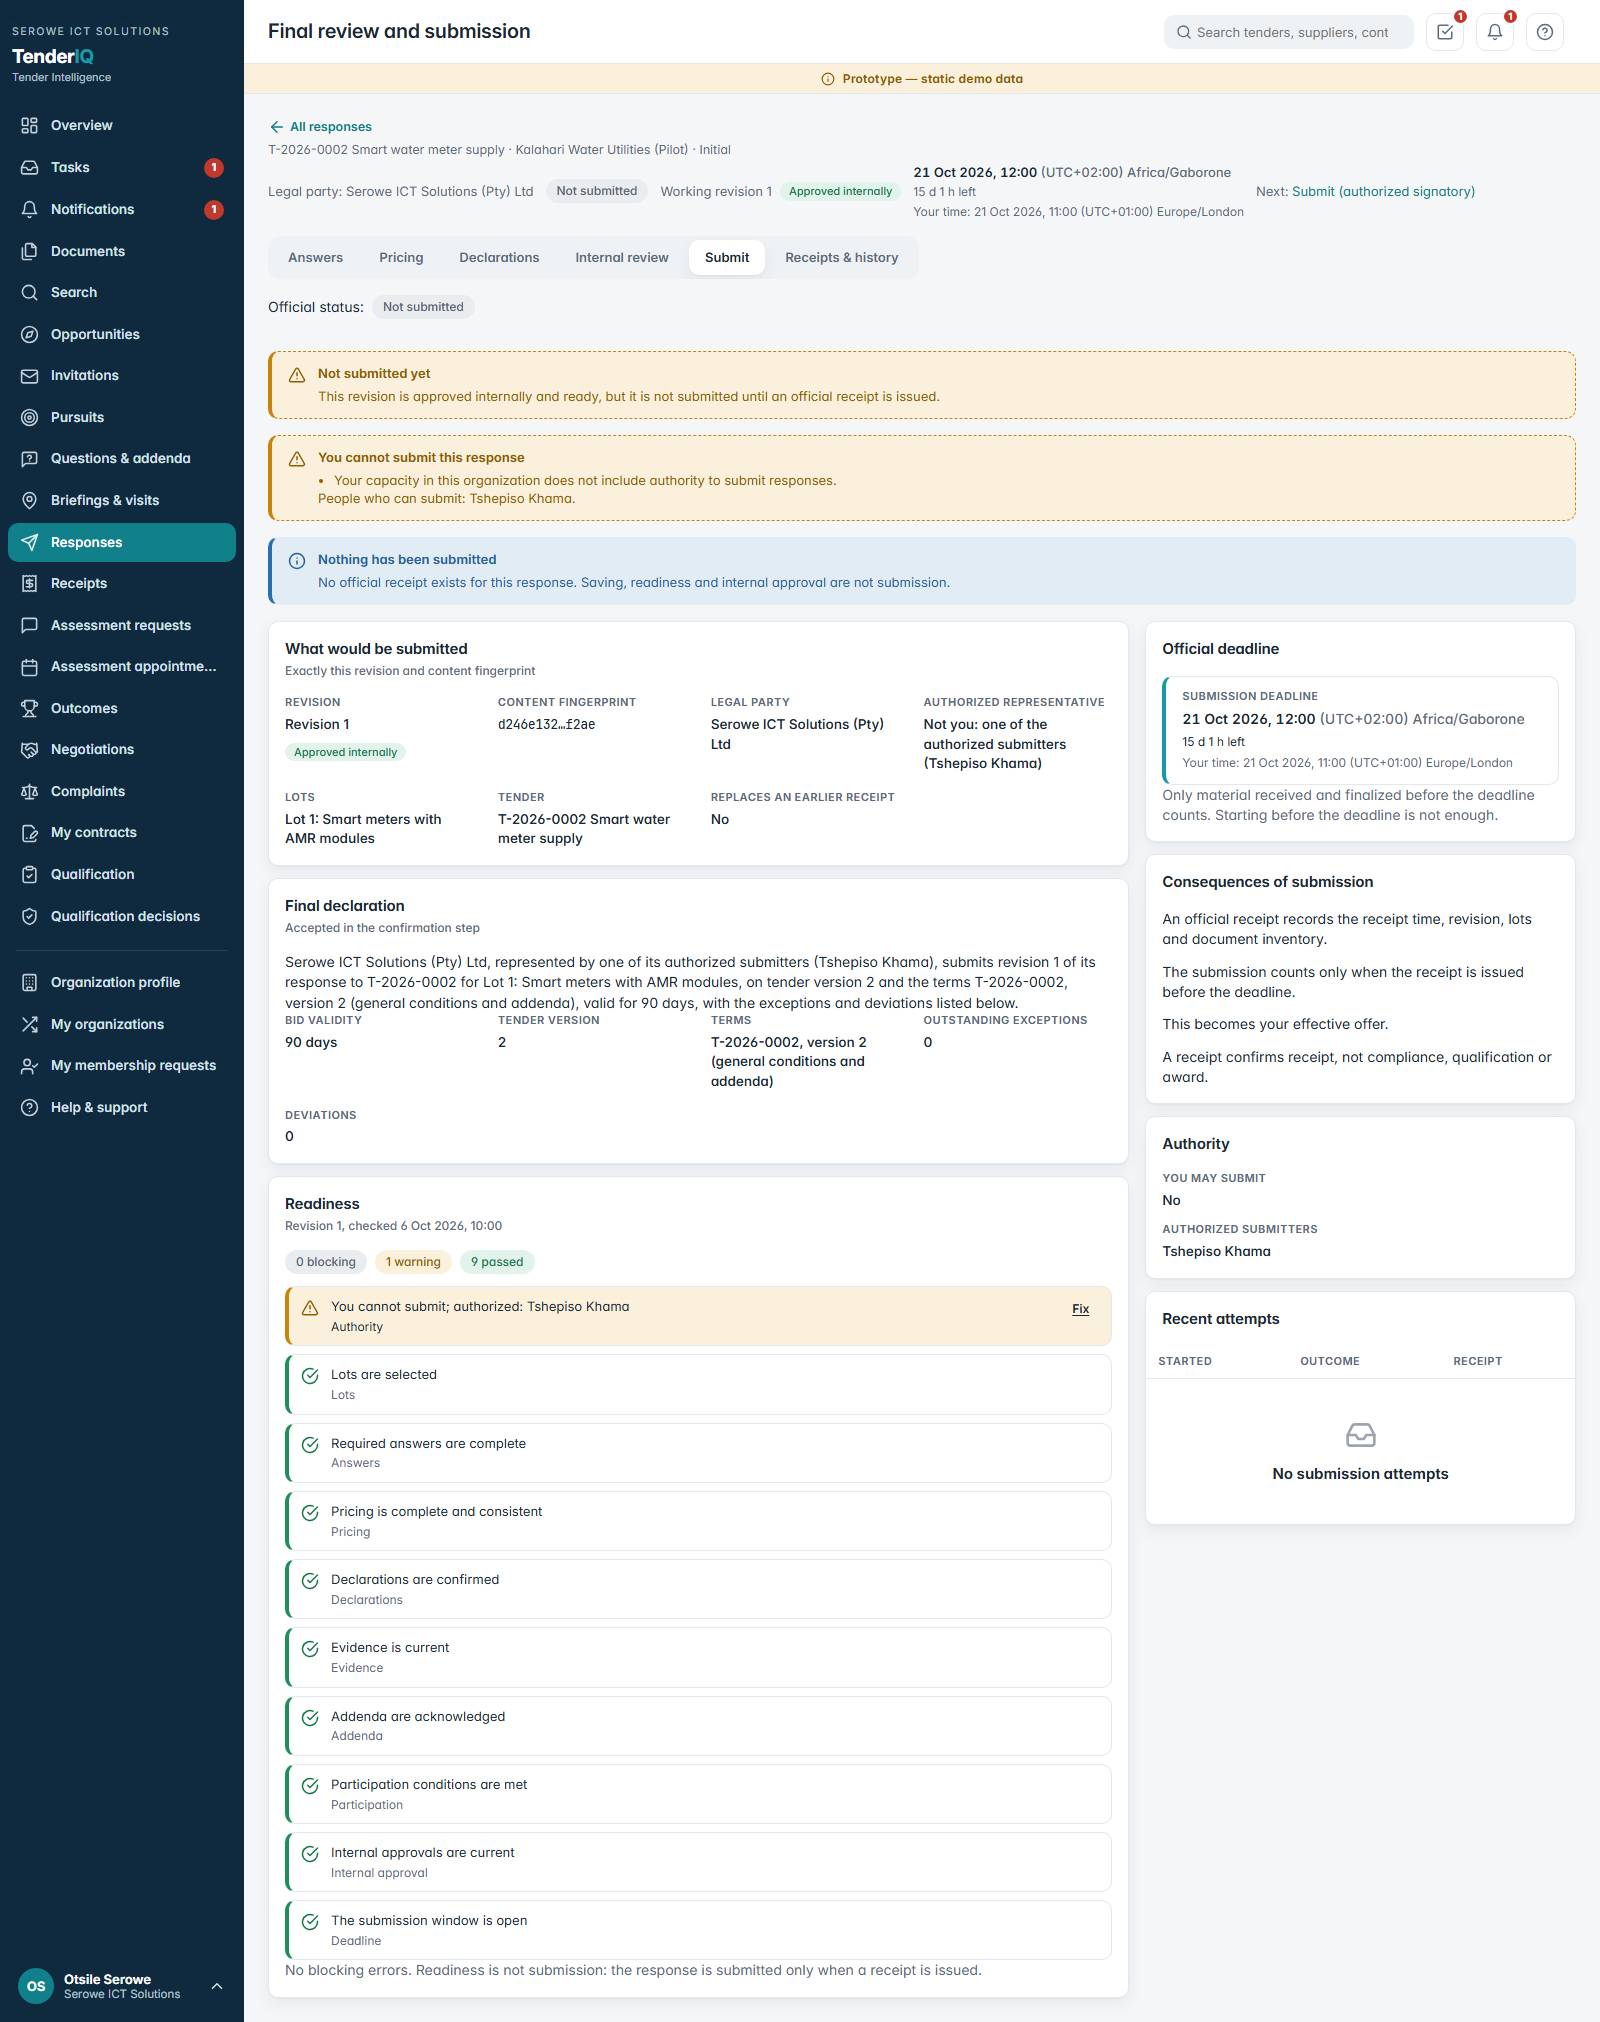 SEROWE ICT SOLUTIONS
TenderIQ
Tender Intelligence
Overview
Tasks 1
Notifications 1
Documents
Search
Opportunities
Invitations
Pursuits
Questions & addenda
Briefings & visits
Responses
Receipts
Assessment requests
Assessment appointme...
Outcomes
Negotiations
Complaints
My contracts
Qualification
Qualification decisions
Organization profile
My organizations
My membership requests
Help & support
OS
Otsile Serowe
Serowe ICT Solutions
Final review and submission
Search tenders, suppliers, cont
1
1
Prototype — static demo data
All responses
T-2026-0002 Smart water meter supply · Kalahari Water Utilities (Pilot) · Initial
Legal party: Serowe ICT Solutions (Pty) Ltd Not submitted Working revision 1 Approved internally
21 Oct 2026, 12:00 (UTC+02:00) Africa/Gaborone
15 d 1 h left
Your time: 21 Oct 2026, 11:00 (UTC+01:00) Europe/London
Next: Submit (authorized signatory)
Answers Pricing Declarations Internal review Submit Receipts & history
Official status: Not submitted
Not submitted yet
This revision is approved internally and ready, but it is not submitted until an official receipt is issued.
You cannot submit this response
• Your capacity in this organization does not include authority to submit responses.
People who can submit: Tshepiso Khama.
Nothing has been submitted
No official receipt exists for this response. Saving, readiness and internal approval are not submission.
What would be submitted
Exactly this revision and content fingerprint
REVISION
Revision 1
Approved internally
CONTENT FINGERPRINT
d246e132…f2ae
LEGAL PARTY
Serowe ICT Solutions (Pty)
Ltd
AUTHORIZED REPRESENTATIVE
Not you: one of the
authorized submitters
(Tshepiso Khama)
LOTS
Lot 1: Smart meters with
AMR modules
TENDER
T-2026-0002 Smart water
meter supply
REPLACES AN EARLIER RECEIPT
No
Final declaration
Accepted in the confirmation step
Serowe ICT Solutions (Pty) Ltd, represented by one of its authorized submitters (Tshepiso Khama), submits revision 1 of its
response to T-2026-0002 for Lot 1: Smart meters with AMR modules, on tender version 2 and the terms T-2026-0002,
version 2 (general conditions and addenda), valid for 90 days, with the exceptions and deviations listed below.
BID VALIDITY
90 days
TENDER VERSION
2
TERMS
T-2026-0002, version 2
(general conditions and
addenda)
OUTSTANDING EXCEPTIONS
0
DEVIATIONS
0
Readiness
Revision 1, checked 6 Oct 2026, 10:00
0 blocking 1 warning 9 passed
You cannot submit; authorized: Tshepiso Khama
Authority
Fix
Lots are selected
Lots
Required answers are complete
Answers
Pricing is complete and consistent
Pricing
Declarations are confirmed
Declarations
Evidence is current
Evidence
Addenda are acknowledged
Addenda
Participation conditions are met
Participation
Internal approvals are current
Internal approval
The submission window is open
Deadline
No blocking errors. Readiness is not submission: the response is submitted only when a receipt is issued.
Official deadline
SUBMISSION DEADLINE
21 Oct 2026, 12:00 (UTC+02:00) Africa/Gaborone
15 d 1 h left
Your time: 21 Oct 2026, 11:00 (UTC+01:00) Europe/London
Only material received and finalized before the deadline
counts. Starting before the deadline is not enough.
Consequences of submission
An official receipt records the receipt time, revision, lots
and document inventory.
The submission counts only when the receipt is issued
before the deadline.
This becomes your effective offer.
A receipt confirms receipt, not compliance, qualification or
award.
Authority
YOU MAY SUBMIT
No
AUTHORIZED SUBMITTERS
Tshepiso Khama
Recent attempts
STARTED OUTCOME RECEIPT
No submission attempts